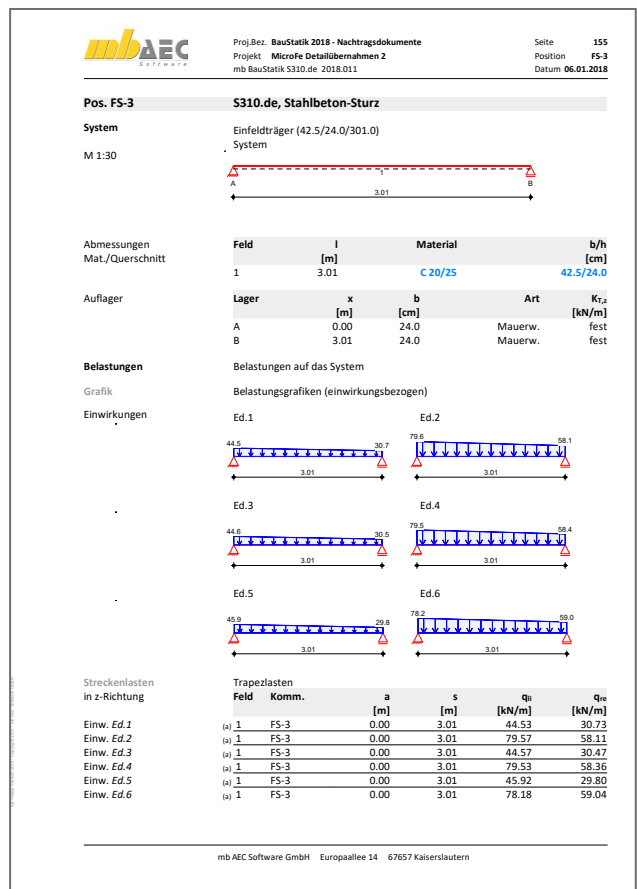 mb AEC
Software
Proj.Bez. BauStatik 2018 - Nachtragsdokumente Seite 155
Projekt MicroFe Detailübernahmen 2 Position FS-3
mb BauStatik S310.de 2018.011 Datum 06.01.2018
Pos. FS-3 S310.de, Stahlbeton-Sturz
System Einfeldträger (42.5/24.0/301.0)
System
M 1:30
1
A B
3.01
Abmessungen Feld l Material b/h
Mat./Querschnitt [m] [cm]
1 3.01 C 20/25 42.5/24.0
Auflager Lager x b Art K_T,z
[m] [cm] [kN/m]
A 0.00 24.0 Mauerw. fest
B 3.01 24.0 Mauerw. fest
Belastungen Belastungen auf das System
Grafik Belastungsgrafiken (einwirkungsbezogen)
Einwirkungen Ed.1 Ed.2
44.5 30.7 79.6 58.1
3.01 3.01
Ed.3 Ed.4
44.6 30.5 79.5 58.4
3.01 3.01
Ed.5 Ed.6
45.9 29.8 78.2 59.0
3.01 3.01
Streckenlasten Trapezlasten
in z-Richtung Feld Komm. a s q_li q_re
[m] [m] [kN/m] [kN/m]
Einw. Ed.1 (a) 1 FS-3 0.00 3.01 44.53 30.73
Einw. Ed.2 (a) 1 FS-3 0.00 3.01 79.57 58.11
Einw. Ed.3 (a) 1 FS-3 0.00 3.01 44.57 30.47
Einw. Ed.4 (a) 1 FS-3 0.00 3.01 79.53 58.36
Einw. Ed.5 (a) 1 FS-3 0.00 3.01 45.92 29.80
Einw. Ed.6 (a) 1 FS-3 0.00 3.01 78.18 59.04
mb AEC Software GmbH Europaallee 14 67657 Kaiserslautern